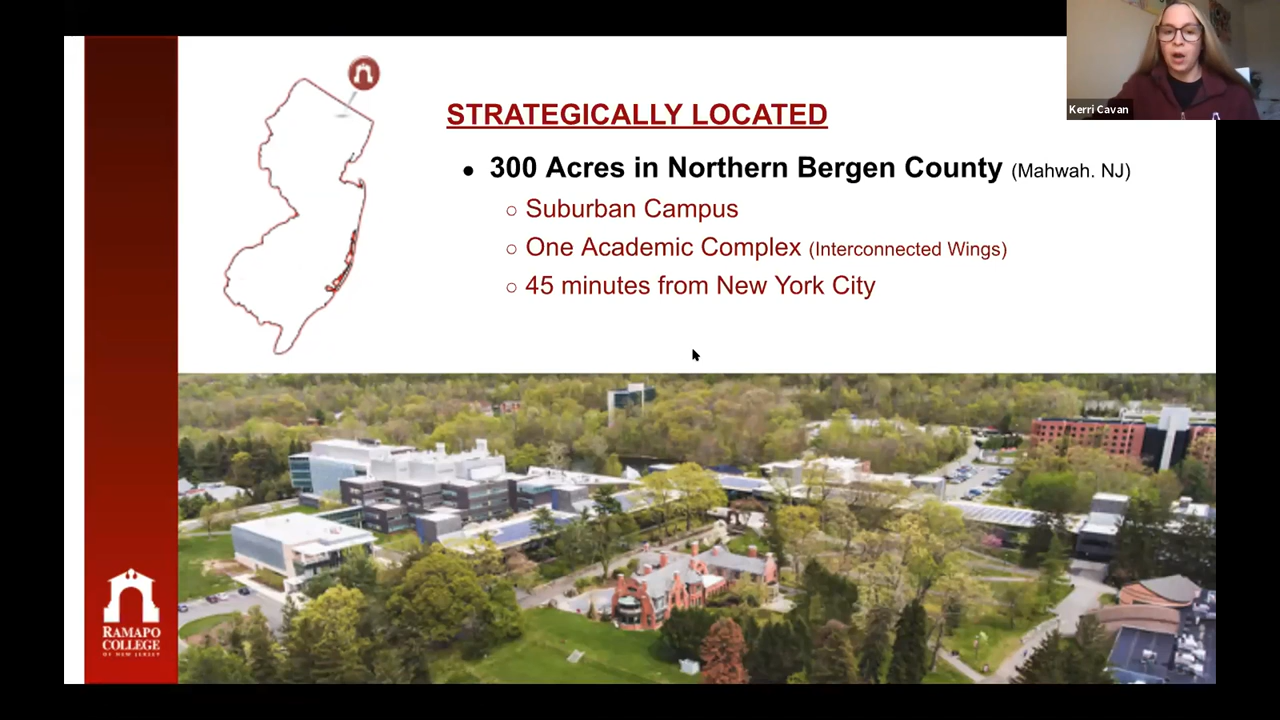 Kerri Cavan
STRATEGICALLY LOCATED
● 300 Acres in Northern Bergen County (Mahwah. NJ)
○ Suburban Campus
○ One Academic Complex (Interconnected Wings)
○ 45 minutes from New York City
RAMAPO
COLLEGE
OF NEW JERSEY